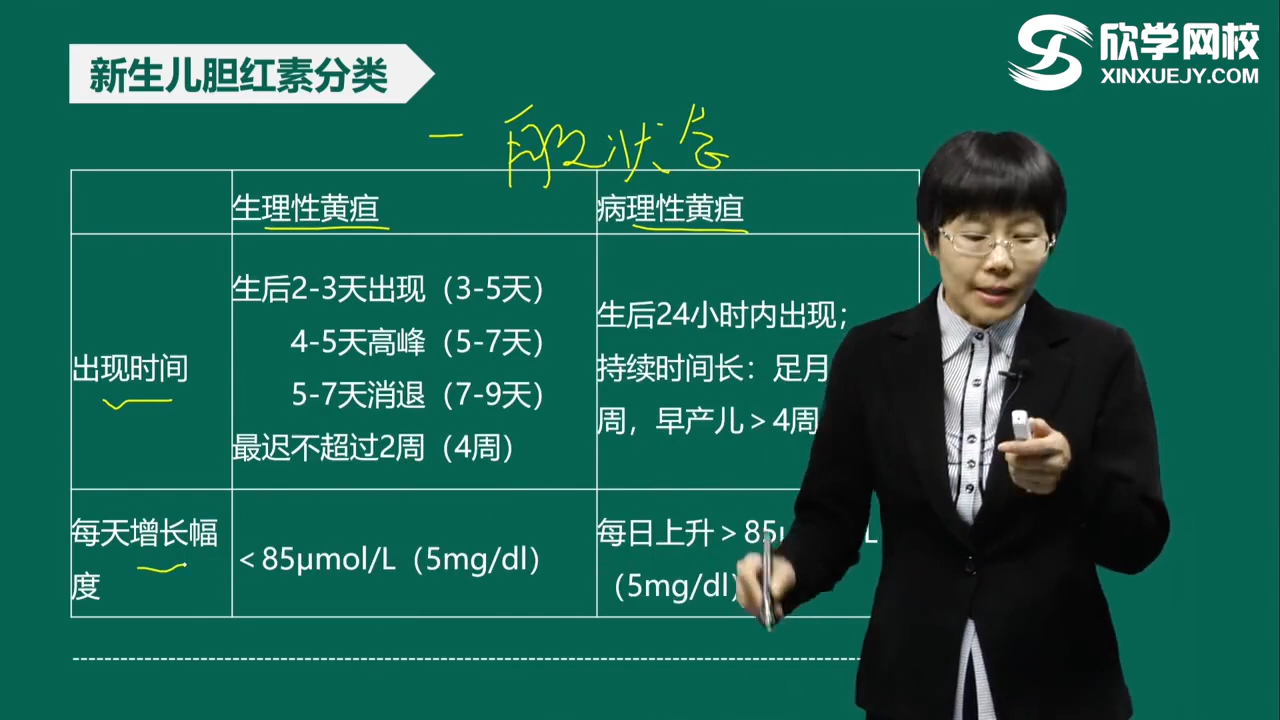 欣学网校
XINXUEJY.COM
新生儿胆红素分类
一般状态
生理性黄疸
病理性黄疸
出现时间
生后2-3天出现（3-5天）
4-5天高峰（5-7天）
5-7天消退（7-9天）
最迟不超过2周（4周）
生后24小时内出现；
持续时间长：足月
周，早产儿＞4周
每天增长幅
度
＜85μmol/L（5mg/dl）
每日上升＞85μ L
（5mg/dl）